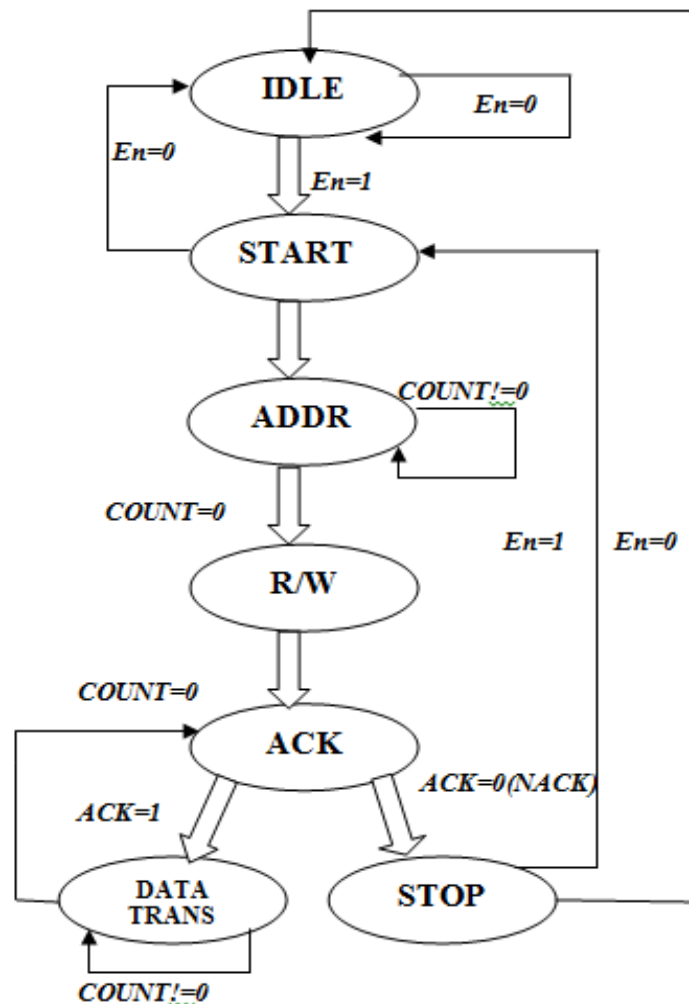 IDLE
En=0
En=0
En=1
START
COUNT!=0
ADDR
COUNT=0
En=1
En=0
R/W
COUNT=0
ACK
ACK=0(NACK)
ACK=1
DATA
TRANS
STOP
COUNT!=0